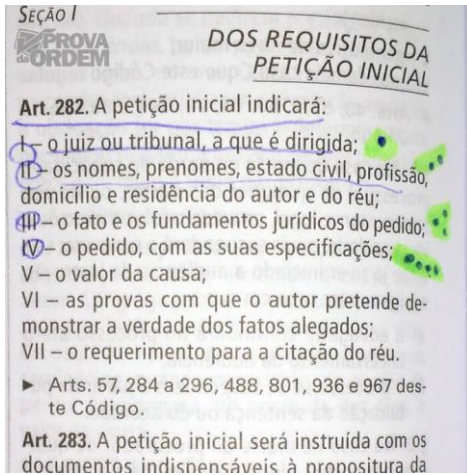 SEÇÃO I
PROVA
da ORDEM
DOS REQUISITOS DA
PETIÇÃO INICIAL
Art. 282. A petição inicial indicará:
I – o juiz ou tribunal, a que é dirigida;
II – os nomes, prenomes, estado civil, profissão,
domicílio e residência do autor e do réu;
III – o fato e os fundamentos jurídicos do pedido;
IV – o pedido, com as suas especificações;
V – o valor da causa;
VI – as provas com que o autor pretende de-
monstrar a verdade dos fatos alegados;
VII – o requerimento para a citação do réu.
► Arts. 57, 284 a 296, 488, 801, 936 e 967 des-
te Código.
Art. 283. A petição inicial será instruída com os
documentos indispensáveis à propositura da